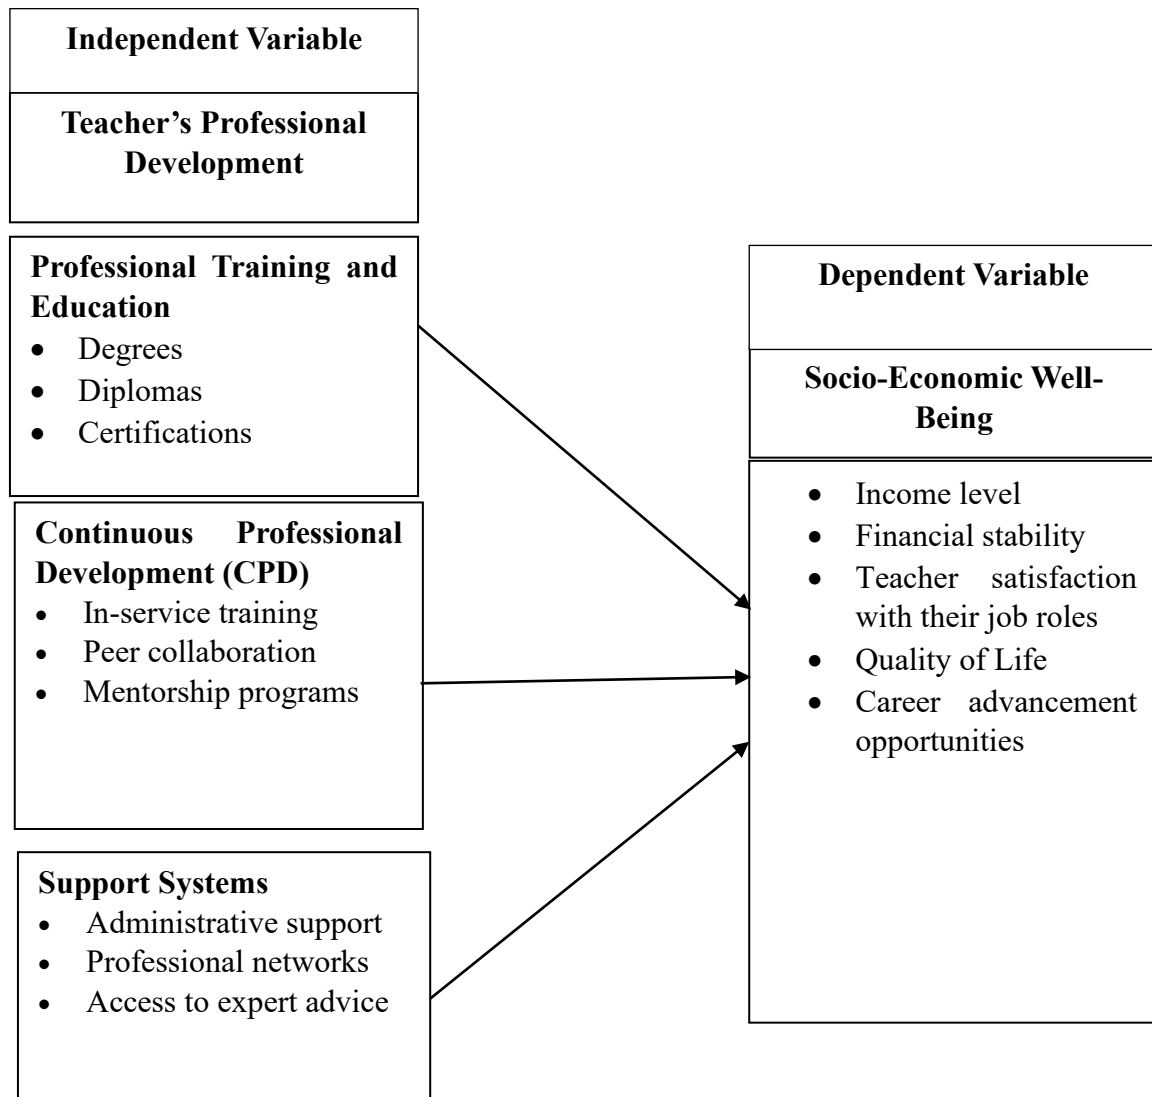 Independent Variable
Teacher’s Professional
Development
Professional Training and
Education
• Degrees
• Diplomas
• Certifications
Continuous Professional
Development (CPD)
• In-service training
• Peer collaboration
• Mentorship programs
Support Systems
• Administrative support
• Professional networks
• Access to expert advice
Dependent Variable
Socio-Economic Well-
Being
• Income level
• Financial stability
• Teacher satisfaction
with their job roles
• Quality of Life
• Career advancement
opportunities